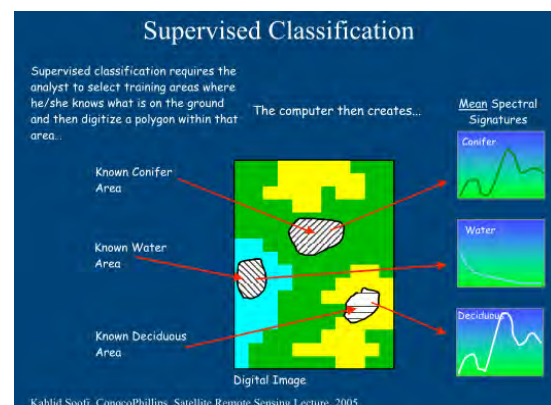 Supervised Classification
Supervised classification requires the
analyst to select training areas where
he/she knows what is on the ground
and then digitize a polygon within that
area...
The computer then creates...
Mean Spectral
Signatures
Conifer
Known Conifer
Area
Water
Known Water
Area
Deciduous
Known Deciduous
Area
Digital Image
Kahlid Soofi, ConocoPhillips, Satellite Remote Sensing Lecture, 2005